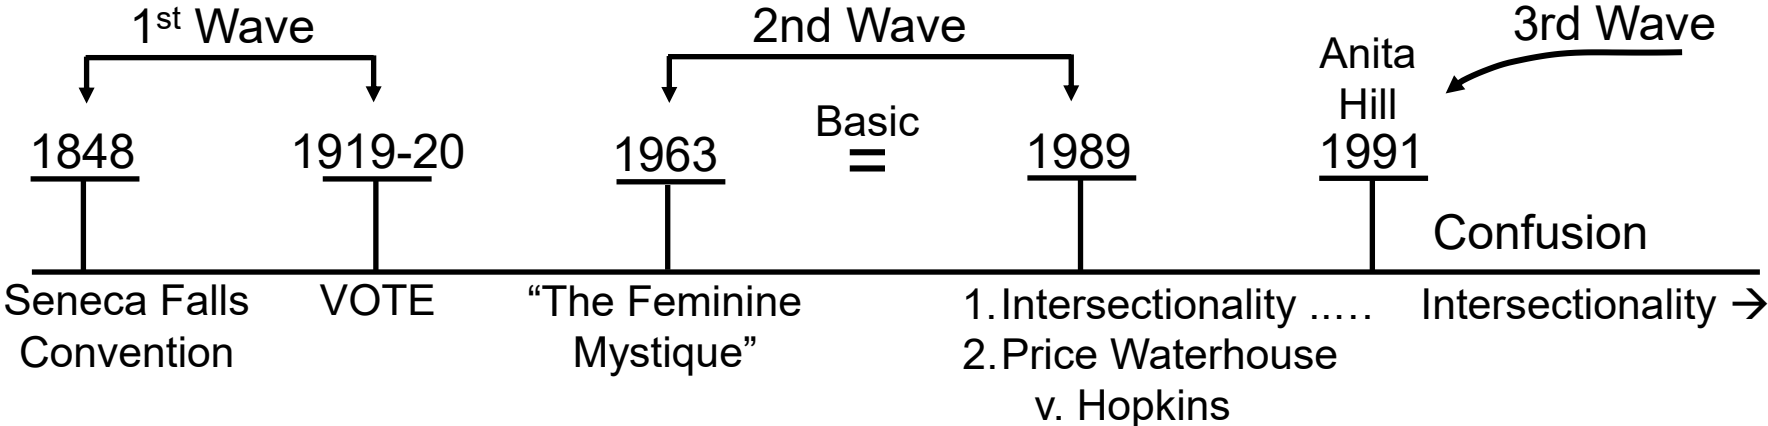 1st Wave
2nd Wave
3rd Wave
Anita
Hill
Basic
=
1848
1919-20
1963
1989
1991
Confusion
Seneca Falls
Convention
VOTE
“The Feminine
Mystique”
1. Intersectionality ..…
2. Price Waterhouse
v. Hopkins
Intersectionality →